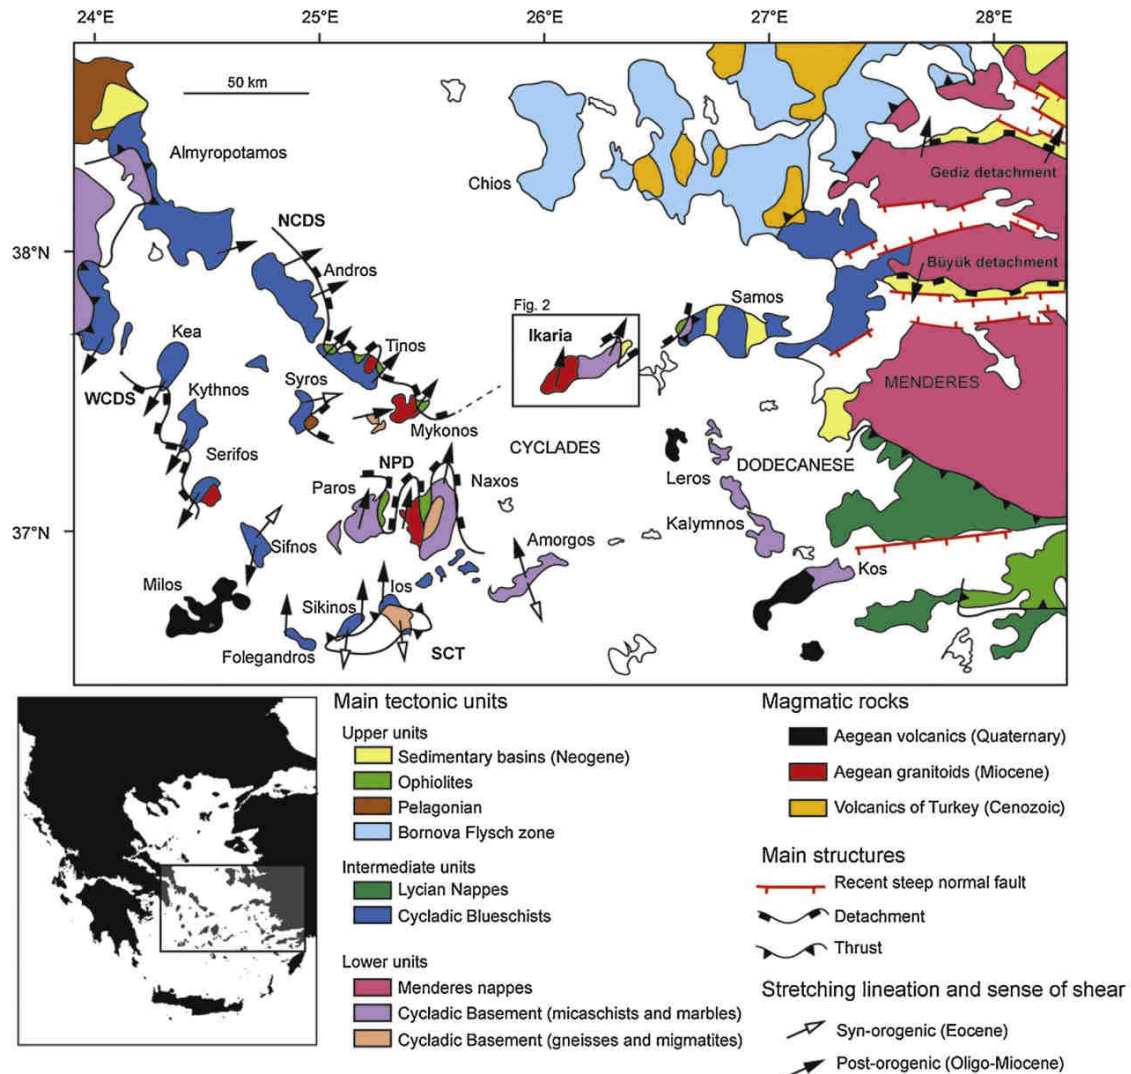 24°E 25°E 26°E 27°E 28°E
50 km
Almyropotamos
Chios
Gediz detachment
NCDS
38°N
Andros
Büyük detachment
Fig. 2
Samos
Kea
Ikaria
Tinos
MENDERES
WCDS
Kythnos
Syros
Mykonos
CYCLADES
Serifos
NPD
DODECANESE
Paros
Naxos
Leros
37°N
Kalymnos
Sifnos
Amorgos
Milos
Ios
Kos
Sikinos
Folegandros
SCT
Main tectonic units
Upper units
Sedimentary basins (Neogene)
Ophiolites
Pelagonian
Bornova Flysch zone
Intermediate units
Lycian Nappes
Cycladic Blueschists
Lower units
Menderes nappes
Cycladic Basement (micaschists and marbles)
Cycladic Basement (gneisses and migmatites)
Magmatic rocks
Aegean volcanics (Quaternary)
Aegean granitoids (Miocene)
Volcanics of Turkey (Cenozoic)
Main structures
Recent steep normal fault
Detachment
Thrust
Stretching lineation and sense of shear
Syn-orogenic (Eocene)
Post-orogenic (Oligo-Miocene)